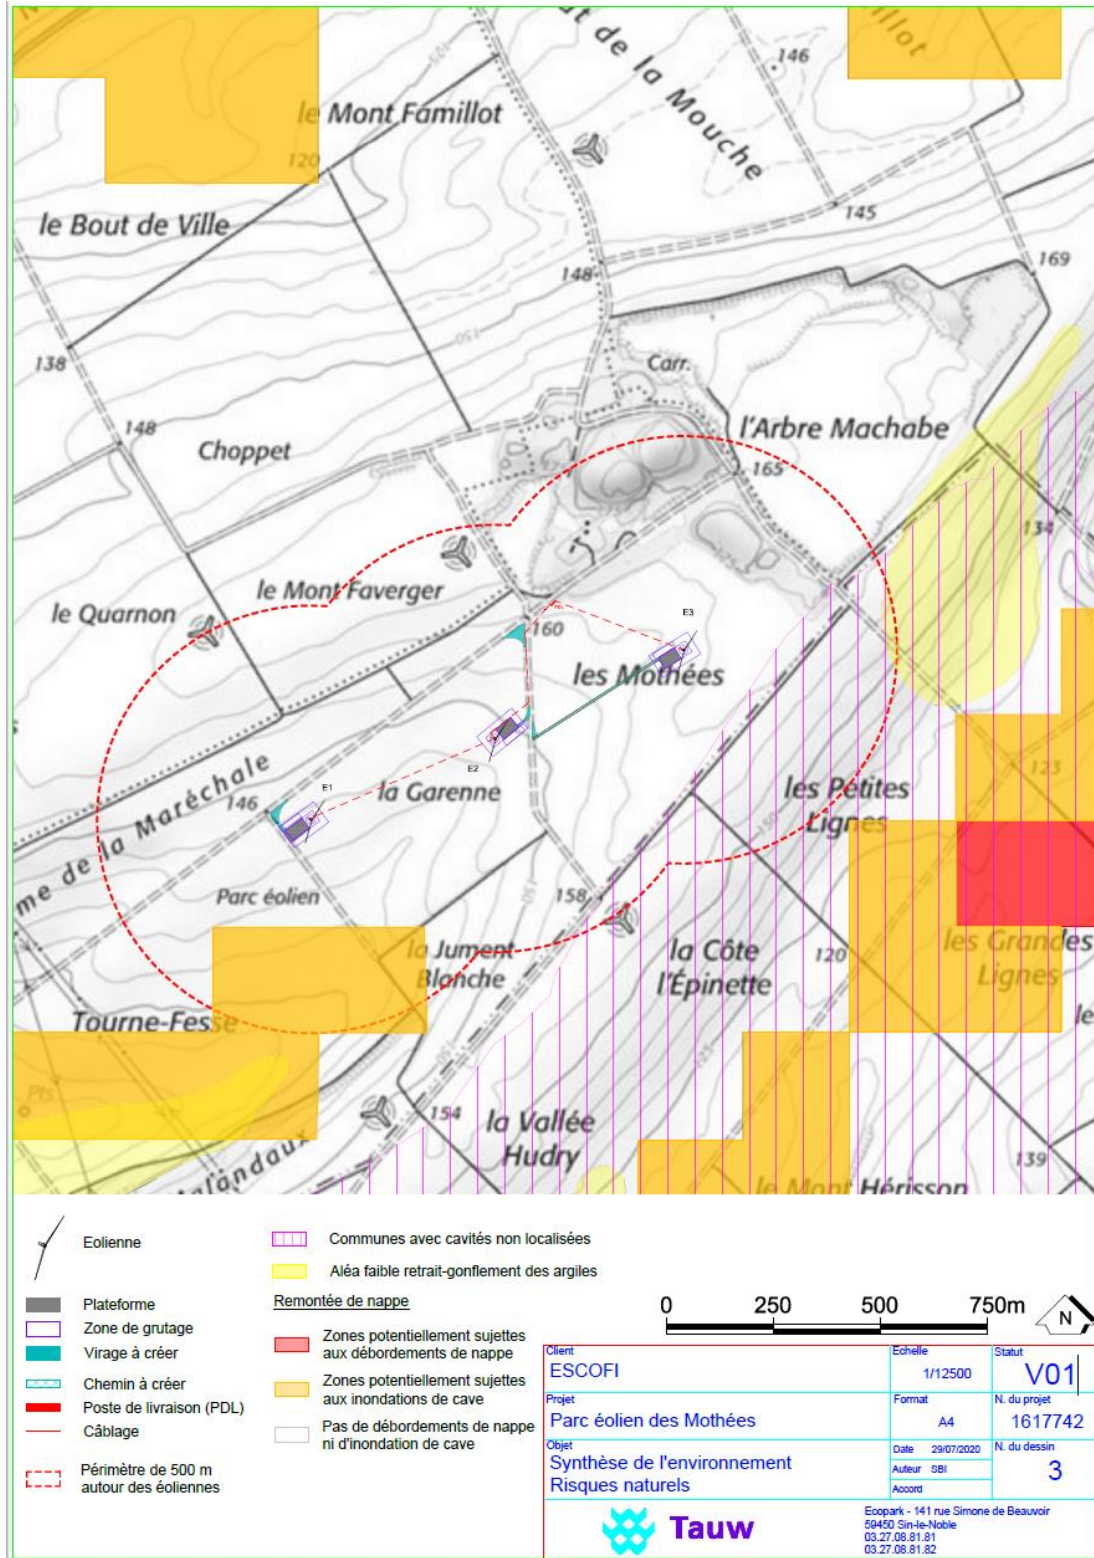 146
le Mont Famillot
de la Mouche
120
le Bout de Ville
145
148
169
150
138
Carr.
148
l'Arbre Machabe
Choppet
165
134
le Mont Faverger
le Quarnon
160
E3
les Mothées
E2
E1
la Garenne
146
123
les Petites
Lignes
150
me de la Maréchale
Parc éolien
158
150
la Jument
Blanche
la Côte
l'Épinette
120
les Grandes
Lignes
le
Tourne-Fesse
Pts
150
125
154
la Vallée
Hudry
139
le Mont Hérisson
Eolienne
Plateforme
Zone de grutage
Virage à créer
Chemin à créer
Poste de livraison (PDL)
Câblage
Périmètre de 500 m
autour des éoliennes
Communes avec cavités non localisées
Aléa faible retrait-gonflement des argiles
Remontée de nappe
Zones potentiellement sujettes
aux débordements de nappe
Zones potentiellement sujettes
aux inondations de cave
Pas de débordements de nappe
ni d'inondation de cave
0 250 500 750m
N
Client
ESCOFI
Echelle
1/12500
Statut
V01
Projet
Parc éolien des Mothées
Format
A4
N. du projet
1617742
Objet
Synthèse de l'environnement
Risques naturels
Date 29/07/2020
Auteur SBI
Accord
N. du dessin
3
Tauw
Ecopark - 141 rue Simone de Beauvoir
59450 Sin-le-Noble
03.27.08.81.81
03.27.08.81.82